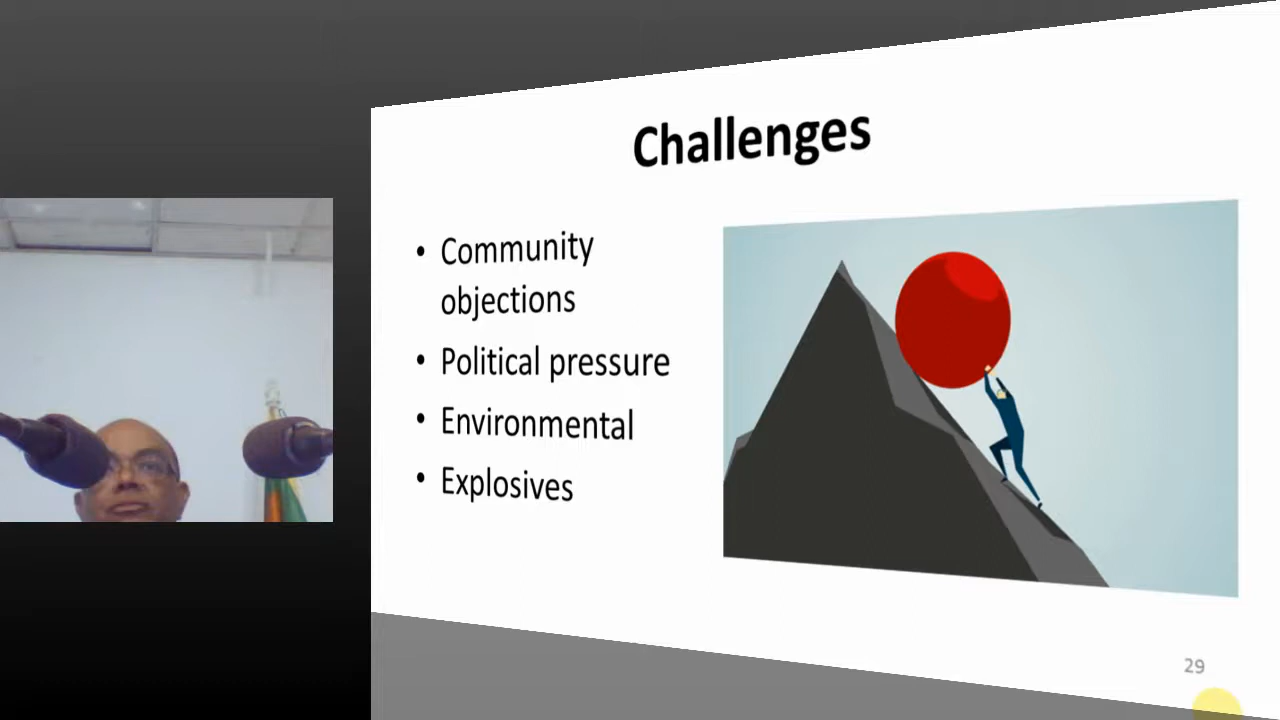 Challenges
• Community
objections
• Political pressure
• Environmental
• Explosives
29